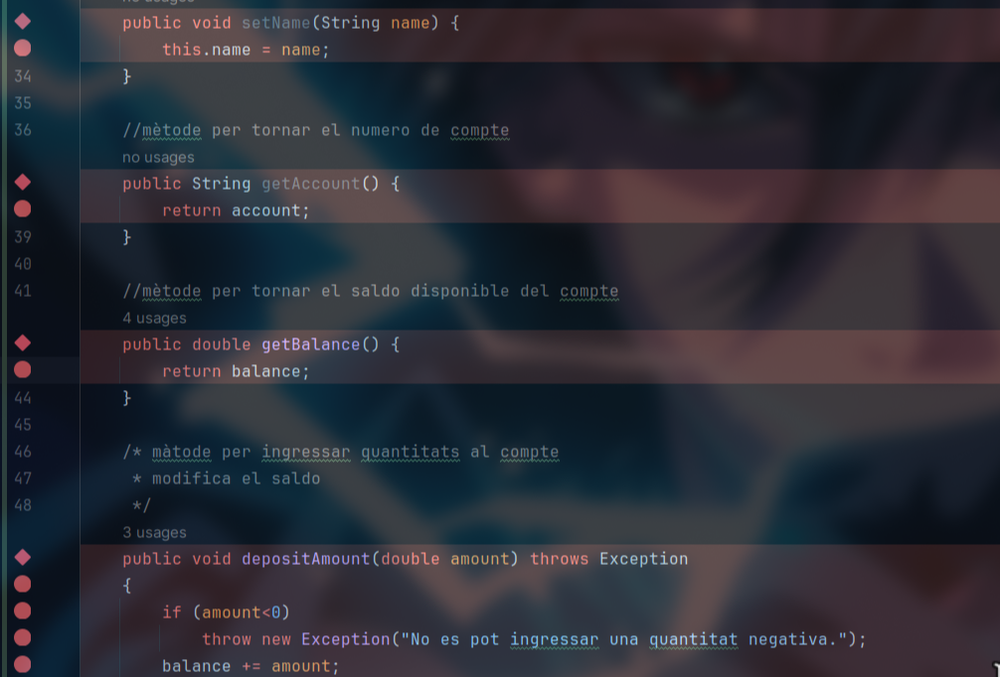 public void setName(String name) {
this.name = name;
34 }
35
36 //mètode per tornar el numero de compte
no usages
public String getAccount() {
return account;
39 }
40
41 //mètode per tornar el saldo disponible del compte
4 usages
public double getBalance() {
return balance;
44 }
45
46 /* màtode per ingressar quantitats al compte
47 * modifica el saldo
48 */
3 usages
public void depositAmount(double amount) throws Exception
{
if (amount<0)
throw new Exception("No es pot ingressar una quantitat negativa.");
balance += amount;